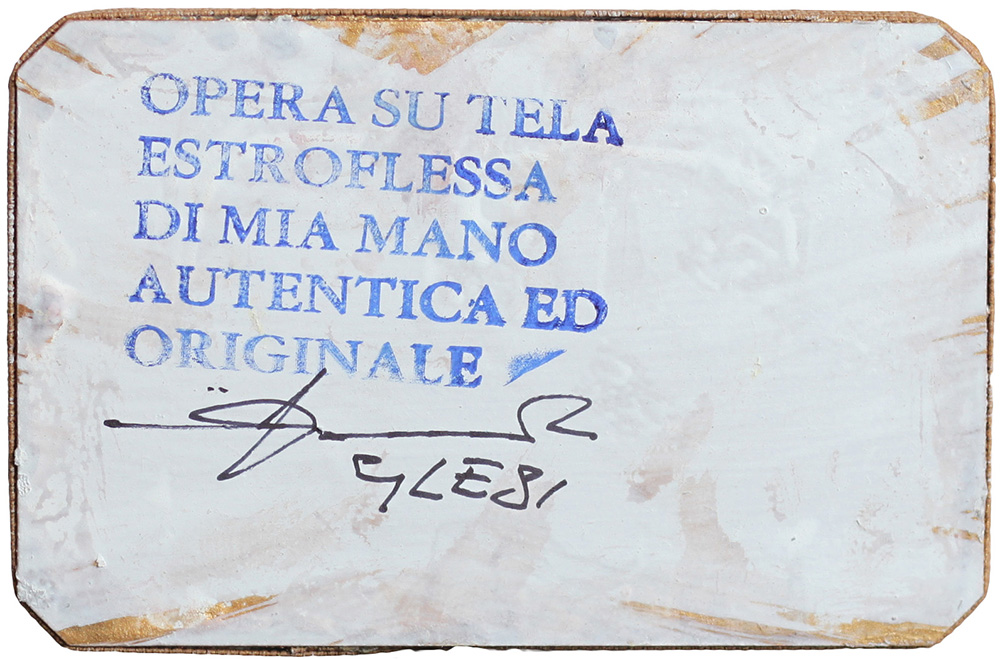 OPERA SU TELA
ESTROFLESSA
DI MIA MANO
AUTENTICA ED
ORIGINALE